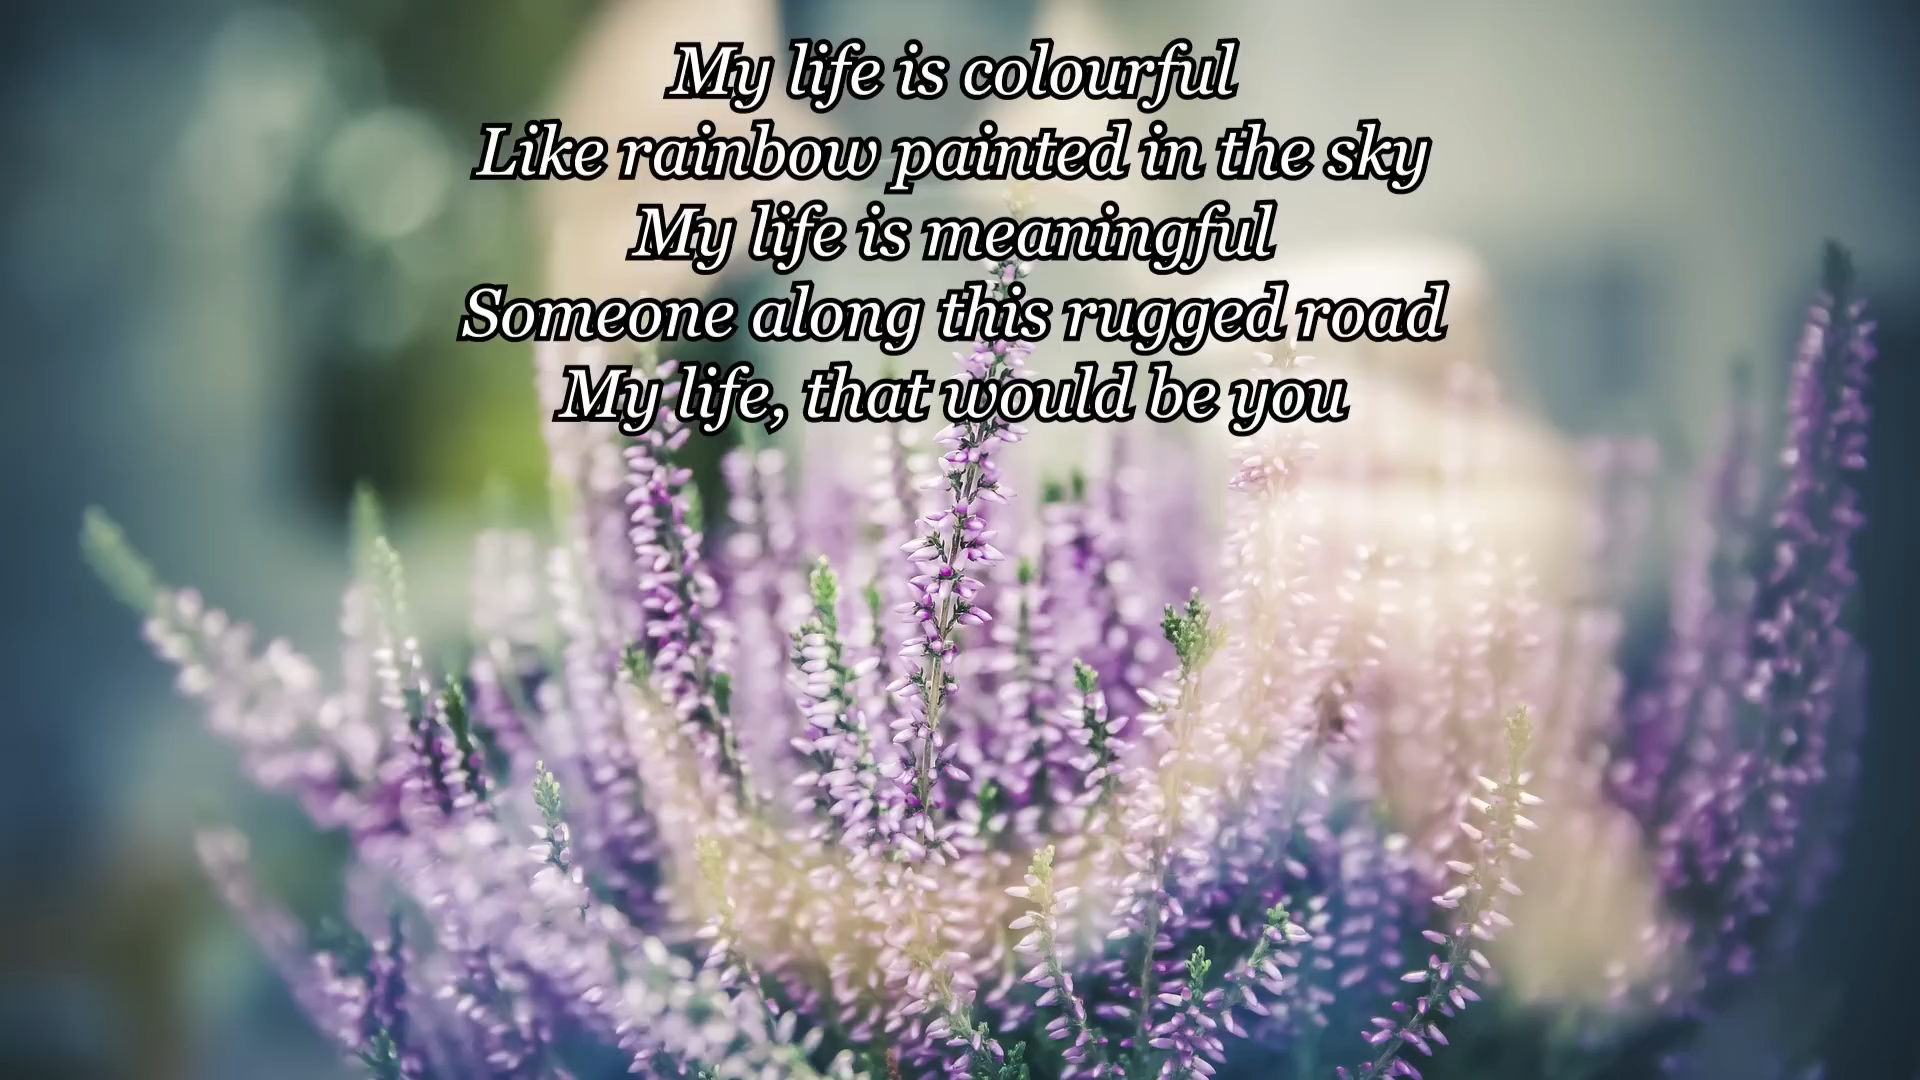 My life is colourful
Like rainbow painted in the sky
My life is meaningful
Someone along this rugged road
My life, that would be you